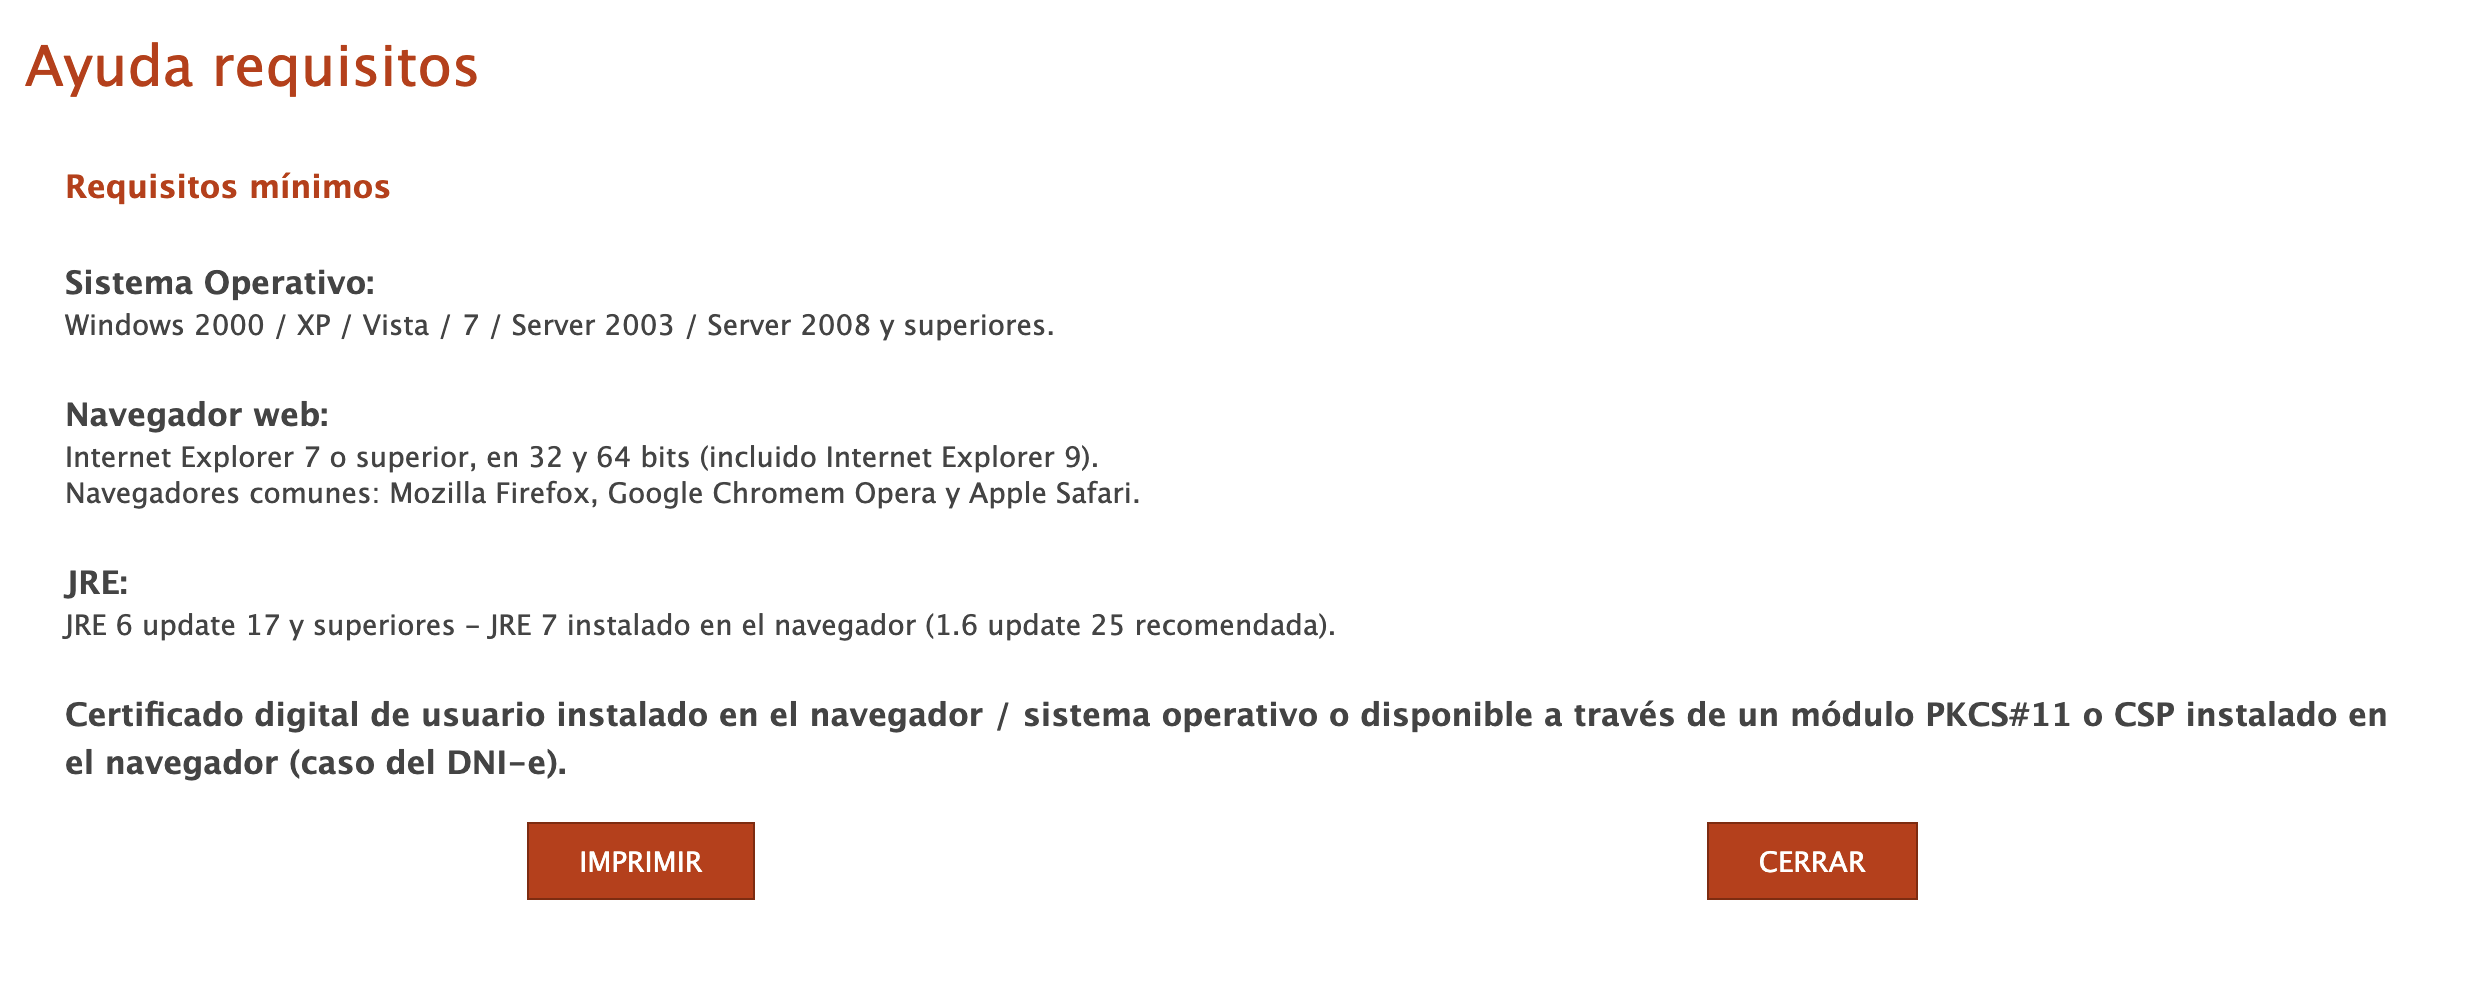 Ayuda requisitos
Requisitos mínimos
Sistema Operativo:
Windows 2000 / XP / Vista / 7 / Server 2003 / Server 2008 y superiores.
Navegador web:
Internet Explorer 7 o superior, en 32 y 64 bits (incluido Internet Explorer 9).
Navegadores comunes: Mozilla Firefox, Google Chromem Opera y Apple Safari.
JRE:
JRE 6 update 17 y superiores - JRE 7 instalado en el navegador (1.6 update 25 recomendada).
Certificado digital de usuario instalado en el navegador / sistema operativo o disponible a través de un módulo PKCS#11 o CSP instalado en
el navegador (caso del DNI-e).
IMPRIMIR
CERRAR